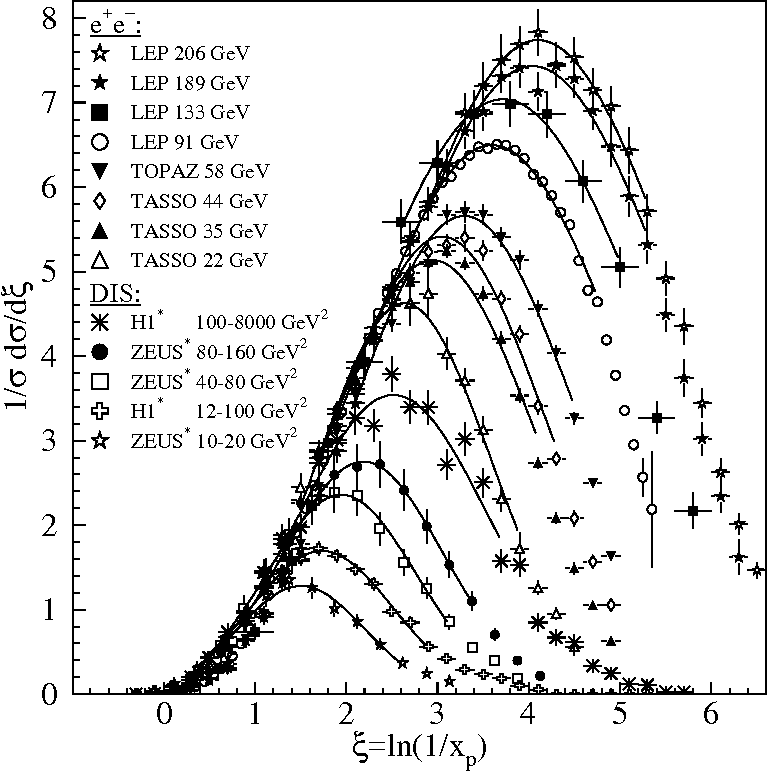 e⁺e⁻:
LEP 206 GeV
LEP 189 GeV
LEP 133 GeV
LEP 91 GeV
TOPAZ 58 GeV
TASSO 44 GeV
TASSO 35 GeV
TASSO 22 GeV
DIS:
H1* 100-8000 GeV²
ZEUS* 80-160 GeV²
ZEUS* 40-80 GeV²
H1* 12-100 GeV²
ZEUS* 10-20 GeV²
1/σ dσ/dξ
8
7
6
5
4
3
2
1
0
0 1 2 3 4 5 6
ξ=ln(1/xₚ)